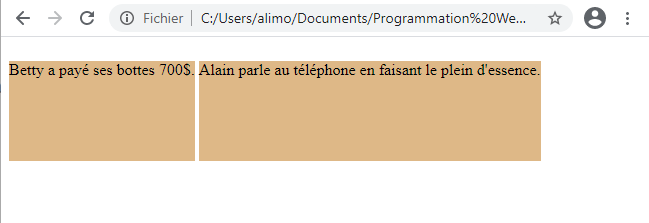 Fichier C:/Users/alimo/Documents/Programmation%20We...
Betty a payé ses bottes 700$. Alain parle au téléphone en faisant le plein d'essence.